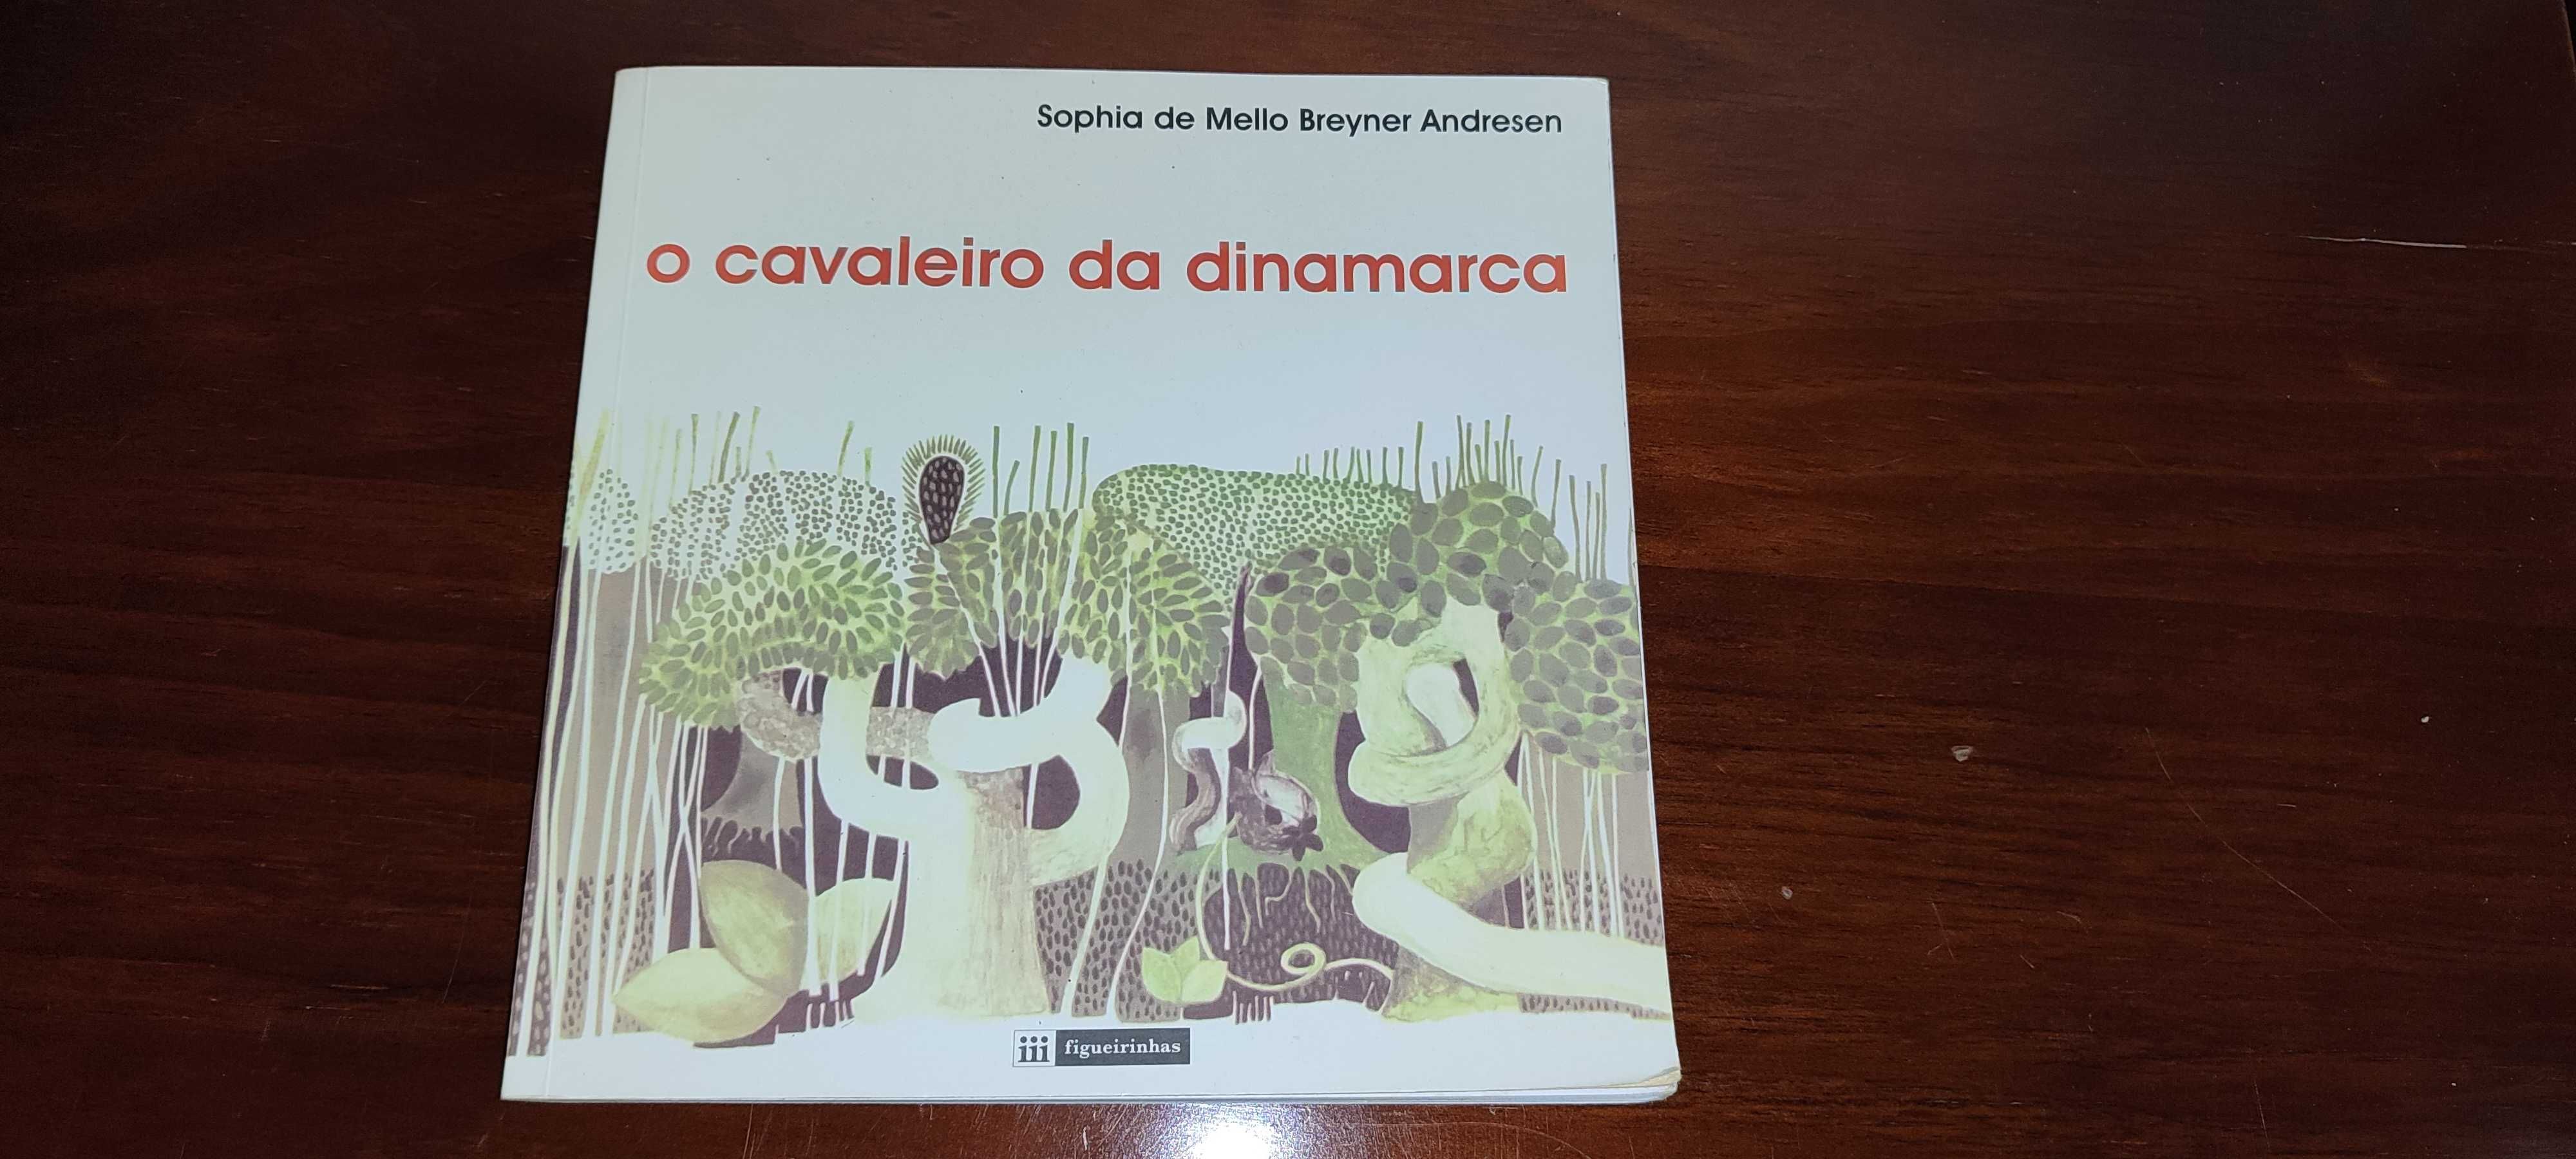 Sophia de Mello Breyner Andresen
o cavaleiro da dinamarca
figueirinhas